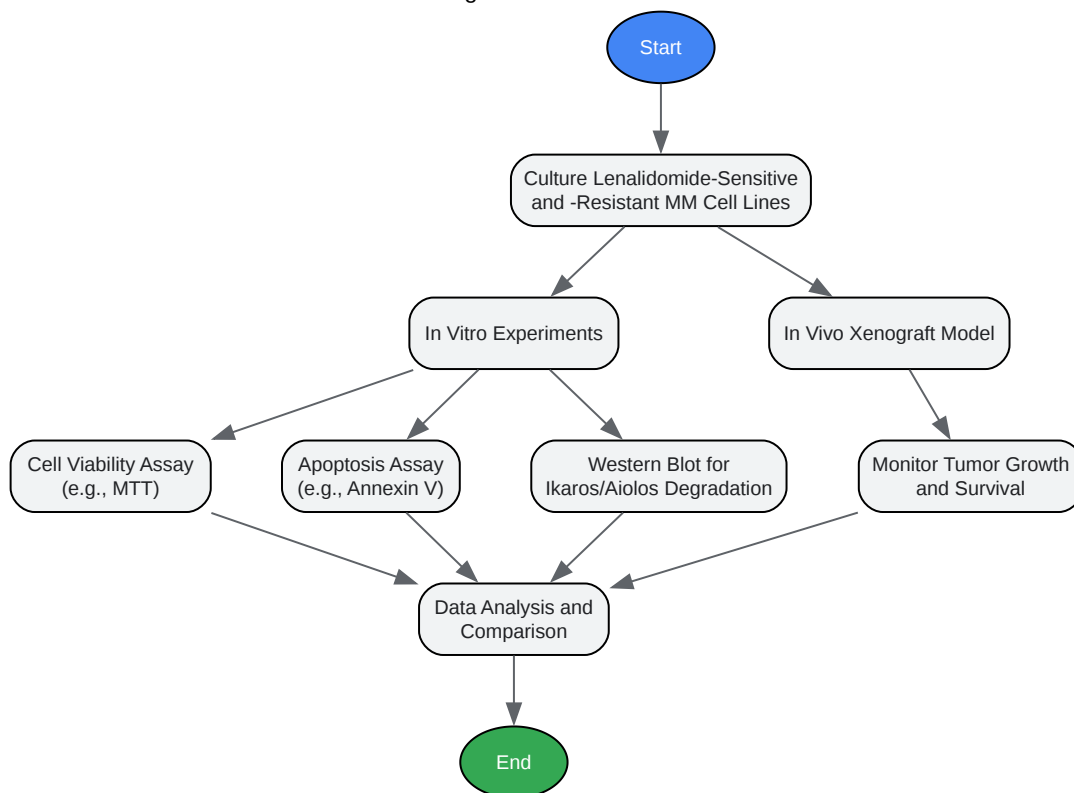 Start
Culture Lenalidomide-Sensitive
and -Resistant MM Cell Lines
In Vitro Experiments
In Vivo Xenograft Model
Cell Viability Assay
(e.g., MTT)
Apoptosis Assay
(e.g., Annexin V)
Western Blot for
Ikaros/Aiolos Degradation
Monitor Tumor Growth
and Survival
Data Analysis and
Comparison
End